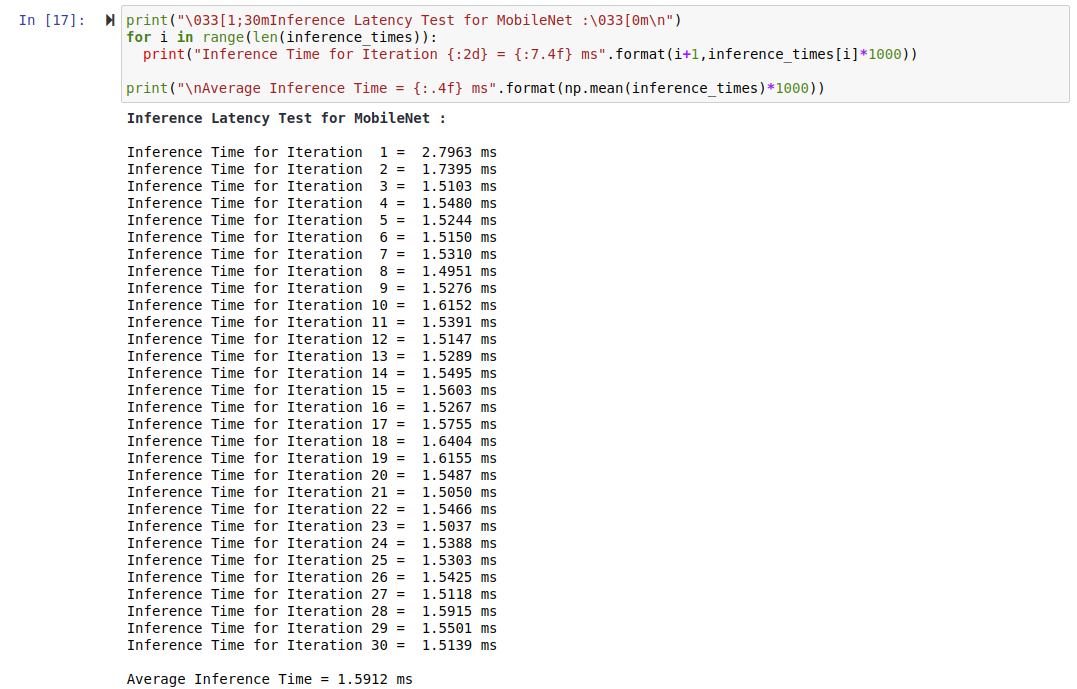 In [17]:
print("\033[1;30mInference Latency Test for MobileNet :\033[0m\n")
for i in range(len(inference_times)):
  print("Inference Time for Iteration {:2d} = {:7.4f} ms".format(i+1,inference_times[i]*1000))
print("\nAverage Inference Time = {:.4f} ms".format(np.mean(inference_times)*1000))
Inference Latency Test for MobileNet :
Inference Time for Iteration  1 =  2.7963 ms
Inference Time for Iteration  2 =  1.7395 ms
Inference Time for Iteration  3 =  1.5103 ms
Inference Time for Iteration  4 =  1.5480 ms
Inference Time for Iteration  5 =  1.5244 ms
Inference Time for Iteration  6 =  1.5150 ms
Inference Time for Iteration  7 =  1.5310 ms
Inference Time for Iteration  8 =  1.4951 ms
Inference Time for Iteration  9 =  1.5276 ms
Inference Time for Iteration 10 =  1.6152 ms
Inference Time for Iteration 11 =  1.5391 ms
Inference Time for Iteration 12 =  1.5147 ms
Inference Time for Iteration 13 =  1.5289 ms
Inference Time for Iteration 14 =  1.5495 ms
Inference Time for Iteration 15 =  1.5603 ms
Inference Time for Iteration 16 =  1.5267 ms
Inference Time for Iteration 17 =  1.5755 ms
Inference Time for Iteration 18 =  1.6404 ms
Inference Time for Iteration 19 =  1.6155 ms
Inference Time for Iteration 20 =  1.5487 ms
Inference Time for Iteration 21 =  1.5050 ms
Inference Time for Iteration 22 =  1.5466 ms
Inference Time for Iteration 23 =  1.5037 ms
Inference Time for Iteration 24 =  1.5388 ms
Inference Time for Iteration 25 =  1.5303 ms
Inference Time for Iteration 26 =  1.5425 ms
Inference Time for Iteration 27 =  1.5118 ms
Inference Time for Iteration 28 =  1.5915 ms
Inference Time for Iteration 29 =  1.5501 ms
Inference Time for Iteration 30 =  1.5139 ms
Average Inference Time = 1.5912 ms